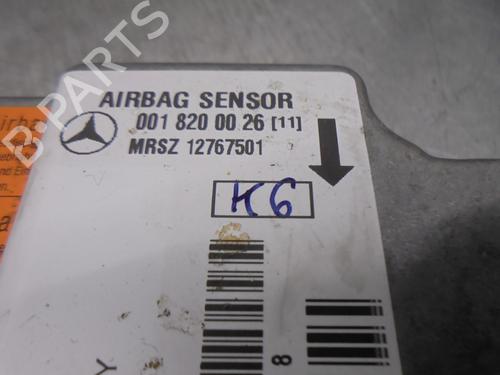 AIRBAG SENSOR
001 820 00 26 [11]
MRSZ 12767501
K6
8
Y
B-PARTS